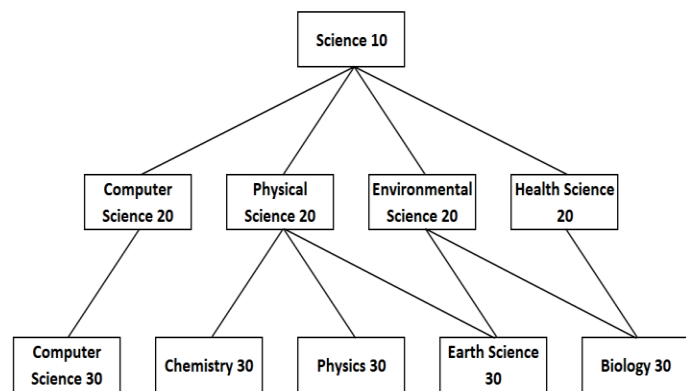 Science 10
Computer
Science 20
Physical
Science 20
Environmental
Science 20
Health Science
20
Computer
Science 30
Chemistry 30
Physics 30
Earth Science
30
Biology 30